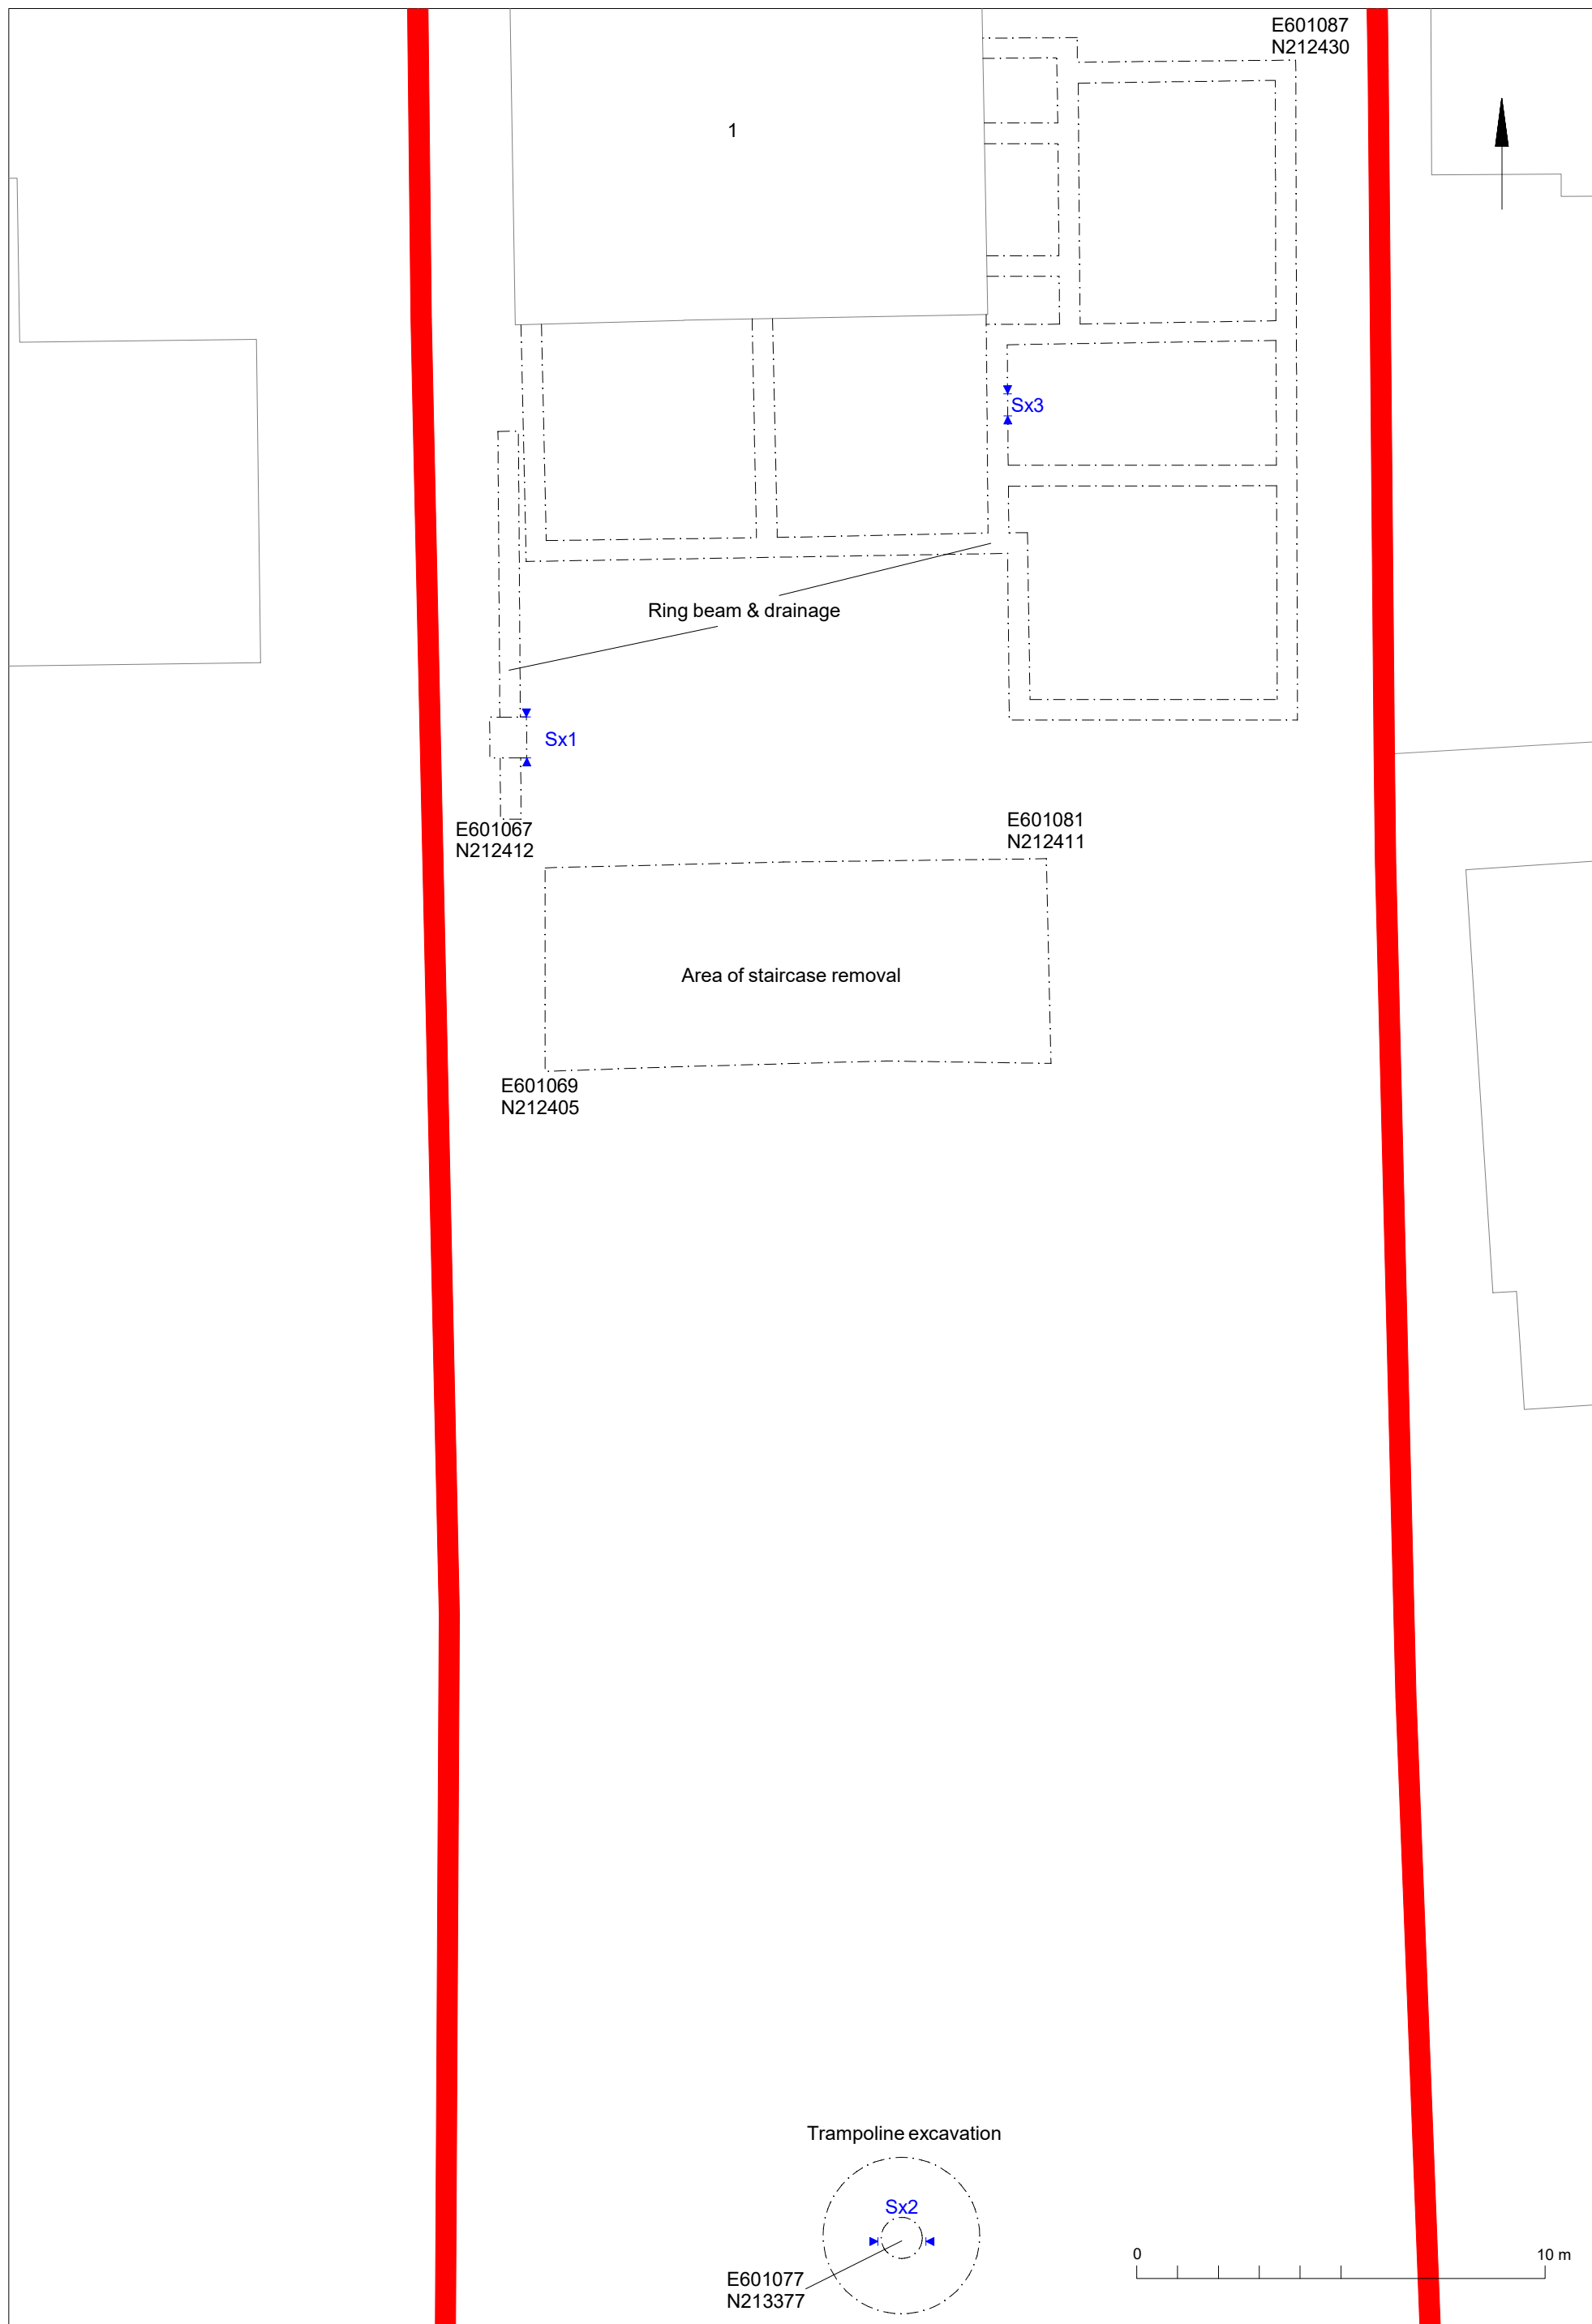 E601087
N212430
1
Sx3
Ring beam & drainage
Sx1
E601067
N212412
E601081
N212411
Area of staircase removal
E601069
N212405
Trampoline excavation
Sx2
E601077
N213377
0
10 m